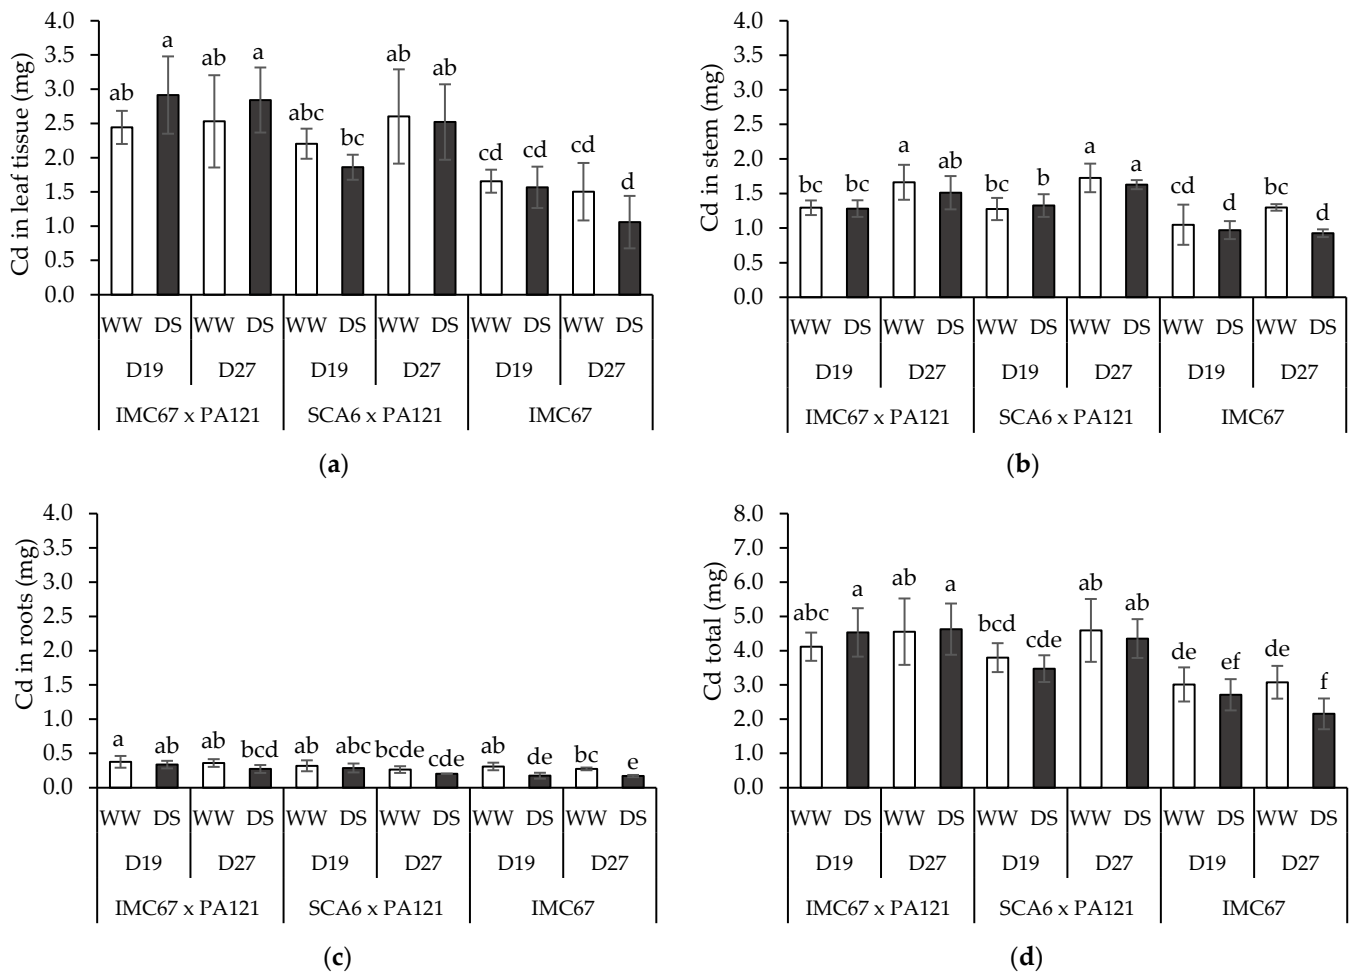 4.0
3.5
3.0
2.5
2.0
1.5
1.0
0.5
0.0
Cd in leaf tissue (mg)
ab a ab a abc bc ab ab cd cd cd d
WW DS WW DS WW DS WW DS WW DS WW DS
D19 D27 D19 D27 D19 D27
IMC67 x PA121 SCA6 x PA121 IMC67
(a)
4.0
3.5
3.0
2.5
2.0
1.5
1.0
0.5
0.0
Cd in stem (mg)
bc bc a ab bc b a a cd d bc d
WW DS WW DS WW DS WW DS WW DS WW DS
D19 D27 D19 D27 D19 D27
IMC67 x PA121 SCA6 x PA121 IMC67
(b)
4.0
3.5
3.0
2.5
2.0
1.5
1.0
0.5
0.0
Cd in roots (mg)
a ab ab bcd ab abc bcde cde ab de bc e
WW DS WW DS WW DS WW DS WW DS WW DS
D19 D27 D19 D27 D19 D27
IMC67 x PA121 SCA6 x PA121 IMC67
(c)
8.0
7.0
6.0
5.0
4.0
3.0
2.0
1.0
0.0
Cd total (mg)
abc a ab a bcd cde ab ab de ef de f
WW DS WW DS WW DS WW DS WW DS WW DS
D19 D27 D19 D27 D19 D27
IMC67 x PA121 SCA6 x PA121 IMC67
(d)